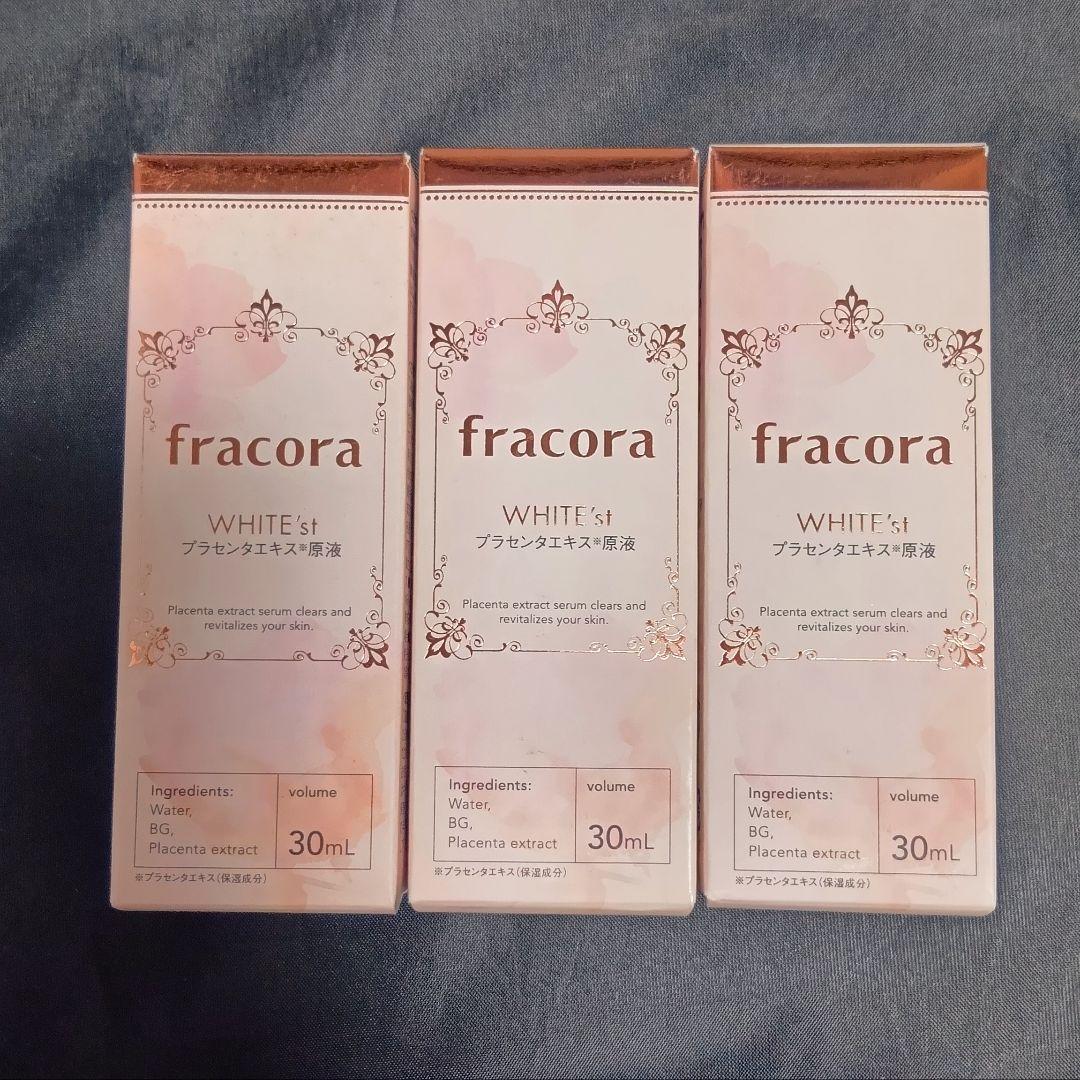 fracora
WHITE'st
プラセンタエキス※原液
Placenta extract serum clears and
revitalizes your skin.
Ingredients:
Water,
BG,
Placenta extract
volume
30mL
※プラセンタエキス(保湿成分)
fracora
WHITE'st
プラセンタエキス※原液
Placenta extract serum clears and
revitalizes your skin.
Ingredients:
Water,
BG,
Placenta extract
volume
30mL
※プラセンタエキス(保湿成分)
fracora
WHITE'st
プラセンタエキス※原液
Placenta extract serum clears and
revitalizes your skin.
Ingredients:
Water,
BG,
Placenta extract
volume
30mL
※プラセンタエキス(保湿成分)